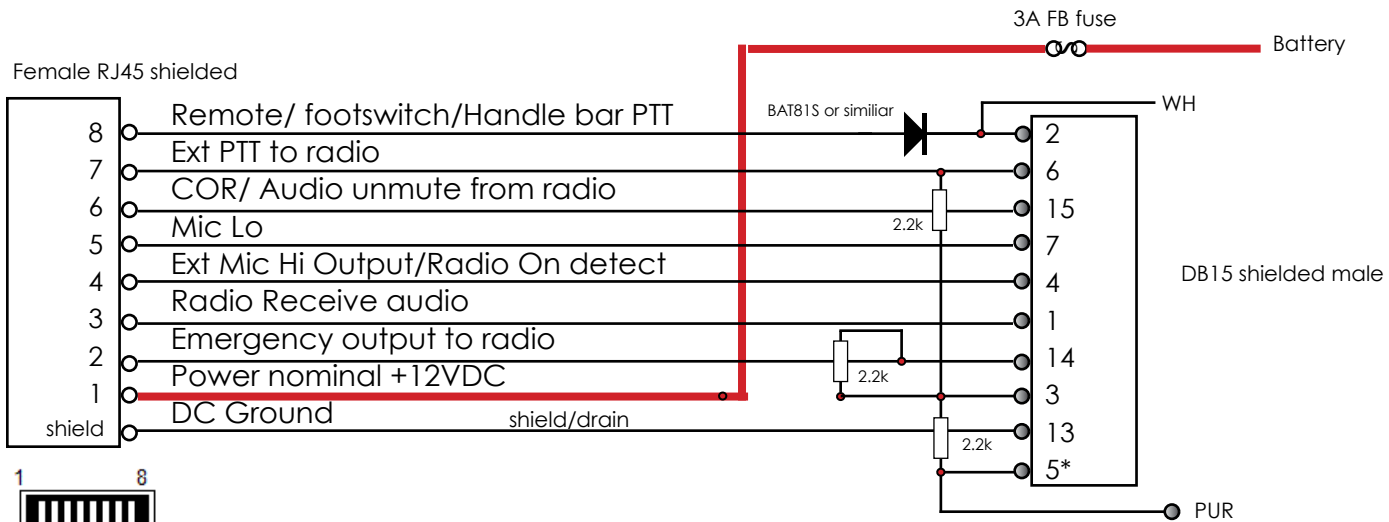 3A FB fuse
Battery
Female RJ45 shielded
WH
8 Remote/ footswitch/Handle bar PTT BAT81S or similiar 2
7 Ext PTT to radio 6
6 COR/ Audio unmute from radio 2.2k 15
5 Mic Lo 7
4 Ext Mic Hi Output/Radio On detect 4
DB15 shielded male
3 Radio Receive audio 1
2 Emergency output to radio 2.2k 14
1 Power nominal +12VDC 3
shield DC Ground shield/drain 2.2k 13
5*
1 8
PUR